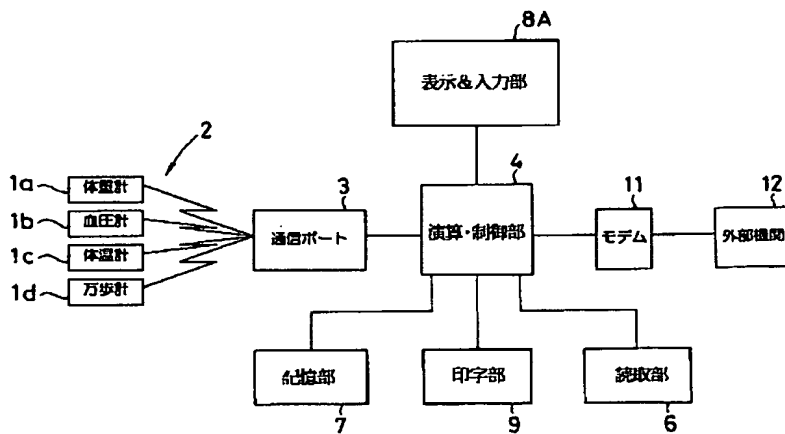 8A
表示&入力部
2
1a
体重計
1b
血圧計
1c
体温計
1d
万歩計
3
通信ポート
4
演算・制御部
11
モデム
12
外部機関
記憶部
7
印字部
9
読取部
6